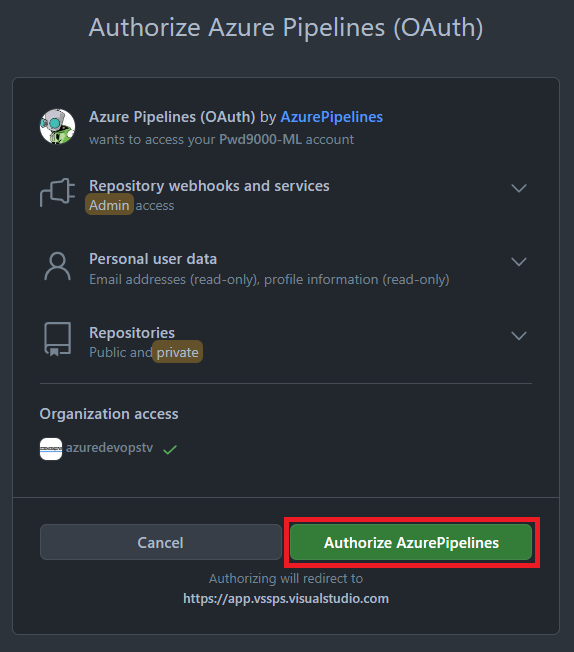 Authorize Azure Pipelines (OAuth)
Azure Pipelines (OAuth) by AzurePipelines
wants to access your Pwd9000-ML account
Repository webhooks and services
Admin access
Personal user data
Email addresses (read-only), profile information (read-only)
Repositories
Public and private
Organization access
azuredevopstv
Cancel
Authorize AzurePipelines
Authorizing will redirect to
https://app.vssps.visualstudio.com